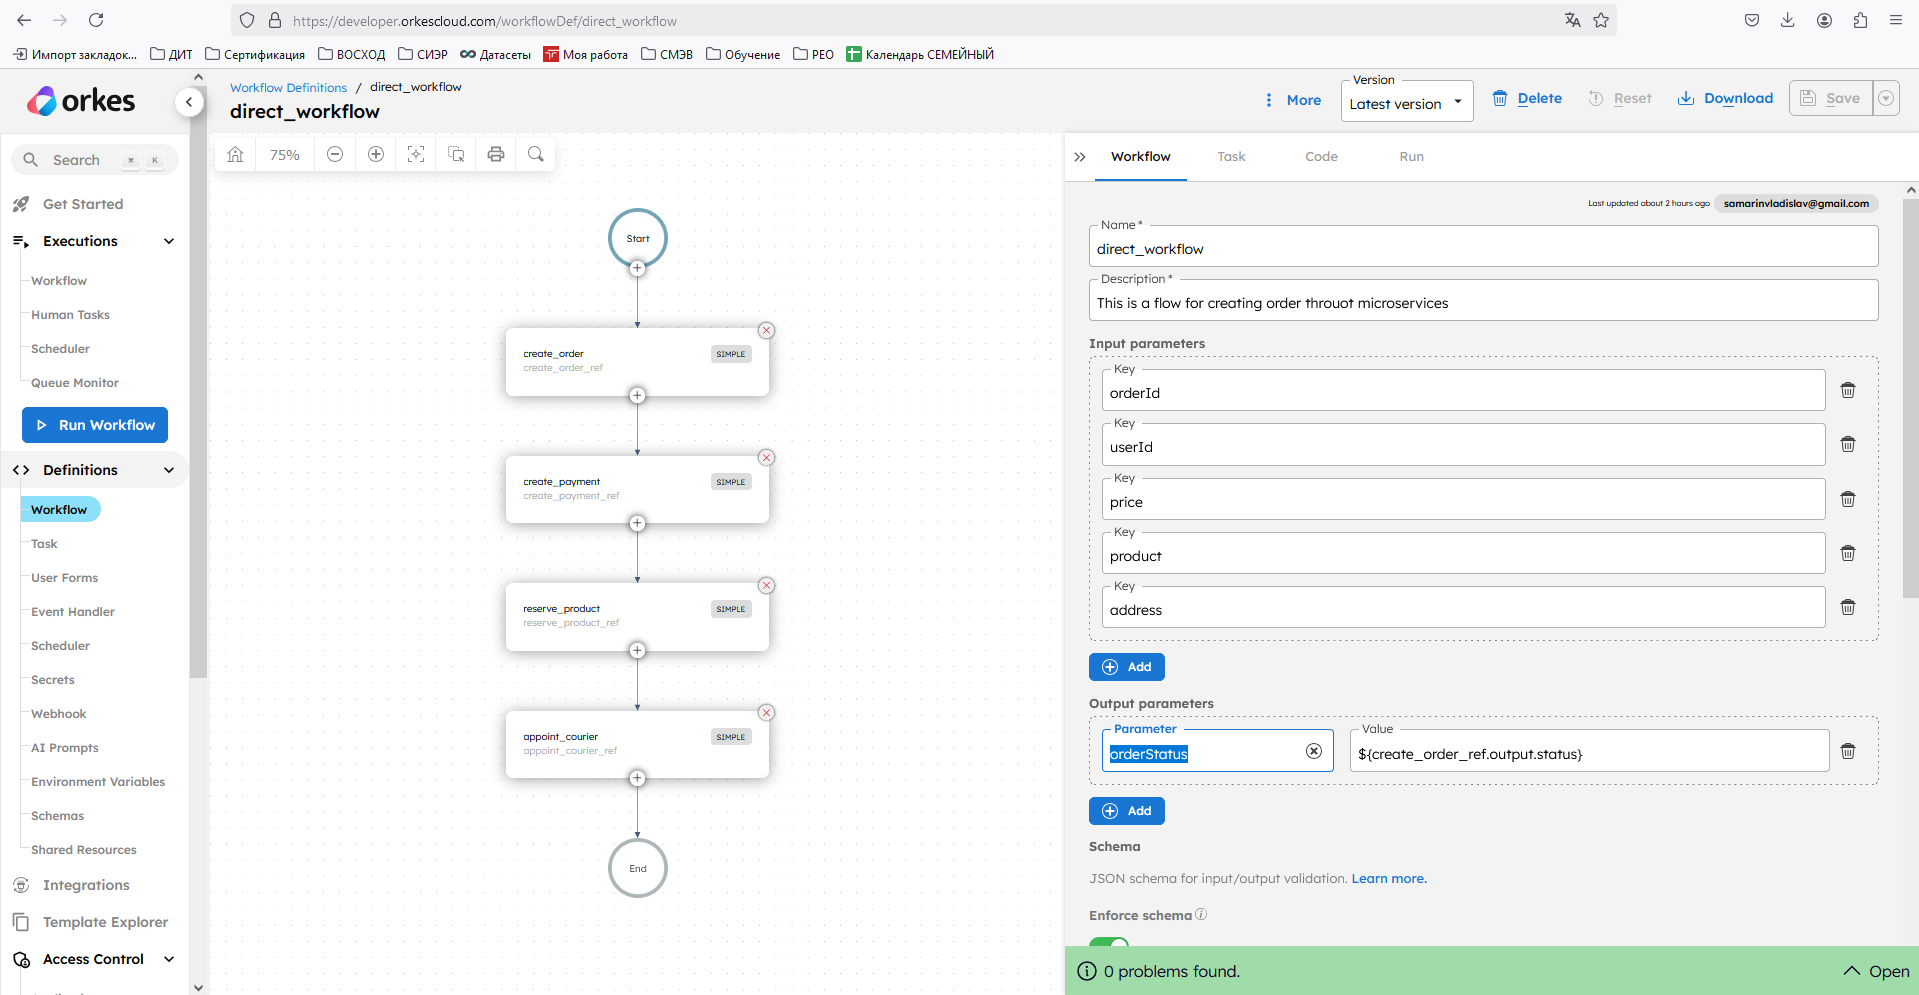 https://developer.orkescloud.com/workflowDef/direct_workflow
Импорт закладок...
ДИТ
Сертификация
ВОСХОД
СИЭР
Датасеты
Моя работа
СМЭВ
Обучение
РЕО
Календарь СЕМЕЙНЫЙ
orkes
Search
K
Get Started
Executions
Workflow
Human Tasks
Scheduler
Queue Monitor
Run Workflow
Definitions
Workflow
Task
User Forms
Event Handler
Scheduler
Secrets
Webhook
AI Prompts
Environment Variables
Schemas
Shared Resources
Integrations
Template Explorer
Access Control
Workflow Definitions / direct_workflow
direct_workflow
More
Version
Latest version
Delete
Reset
Download
Save
75%
Start
create_order
SIMPLE
create_order_ref
create_payment
SIMPLE
create_payment_ref
reserve_product
SIMPLE
reserve_product_ref
appoint_courier
SIMPLE
appoint_courier_ref
End
Workflow
Task
Code
Run
Last updated about 2 hours ago
samarinvladislav@gmail.com
Name *
direct_workflow
Description *
This is a flow for creating order throuot microservices
Input parameters
Key
orderId
Key
userId
Key
price
Key
product
Key
address
Add
Output parameters
Parameter
orderStatus
Value
${create_order_ref.output.status}
Add
Schema
JSON schema for input/output validation. Learn more.
Enforce schema
0 problems found.
Open